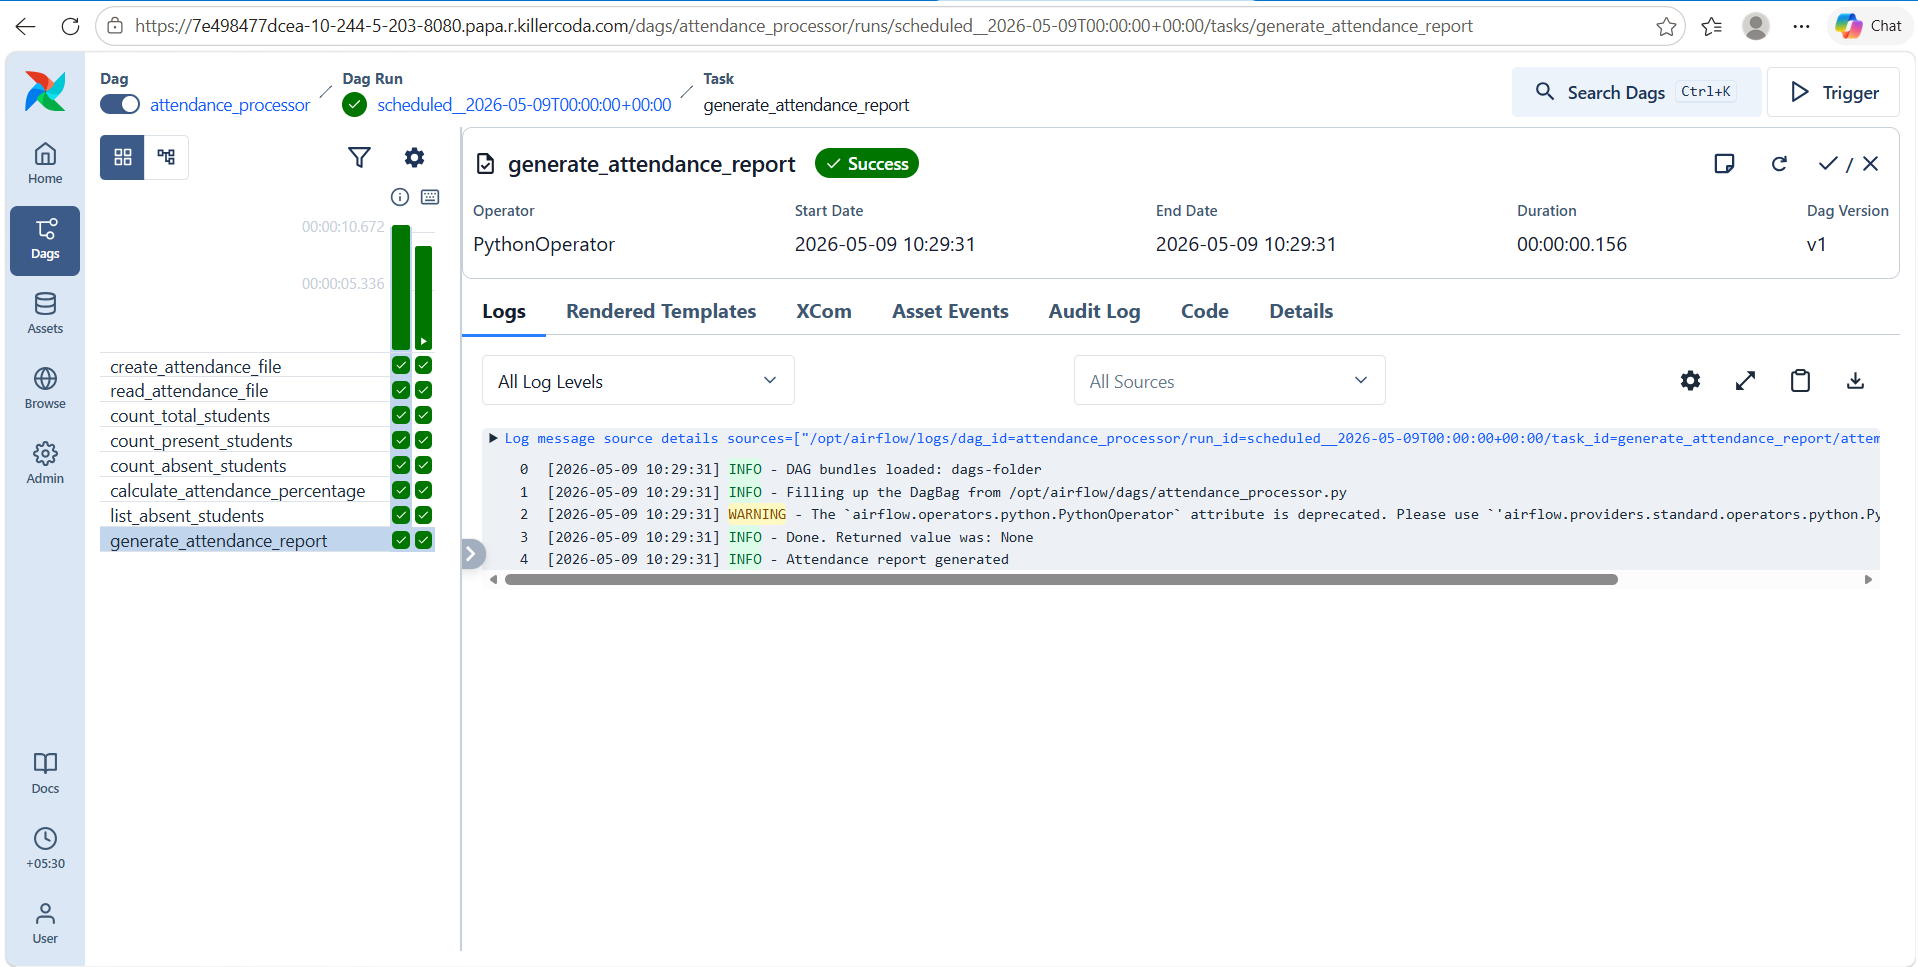 https://7e498477dcea-10-244-5-203-8080.papa.r.killercoda.com/dags/attendance_processor/runs/scheduled__2026-05-09T00:00:00+00:00/tasks/generate_attendance_report
Chat
Dag
attendance_processor
Dag Run
scheduled__2026-05-09T00:00:00+00:00
Task
generate_attendance_report
Search Dags Ctrl+K
Trigger
Home
Dags
Assets
Browse
Admin
Docs
+05:30
User
00:00:10.672
00:00:05.336
create_attendance_file
read_attendance_file
count_total_students
count_present_students
count_absent_students
calculate_attendance_percentage
list_absent_students
generate_attendance_report
generate_attendance_report Success
/
Operator Start Date End Date Duration Dag Version
PythonOperator 2026-05-09 10:29:31 2026-05-09 10:29:31 00:00:00.156 v1
Logs Rendered Templates XCom Asset Events Audit Log Code Details
All Log Levels All Sources
Log message source details sources=["/opt/airflow/logs/dag_id=attendance_processor/run_id=scheduled__2026-05-09T00:00:00+00:00/task_id=generate_attendance_report/attem
0 [2026-05-09 10:29:31] INFO - DAG bundles loaded: dags-folder
1 [2026-05-09 10:29:31] INFO - Filling up the DagBag from /opt/airflow/dags/attendance_processor.py
2 [2026-05-09 10:29:31] WARNING - The `airflow.operators.python.PythonOperator` attribute is deprecated. Please use `'airflow.providers.standard.operators.python.Py
3 [2026-05-09 10:29:31] INFO - Done. Returned value was: None
4 [2026-05-09 10:29:31] INFO - Attendance report generated